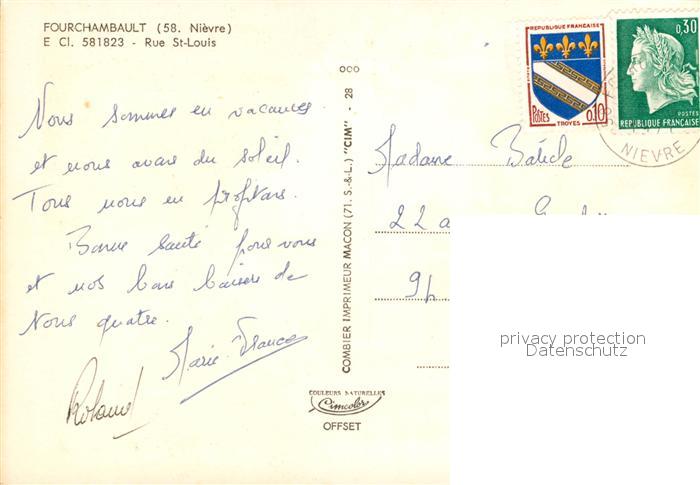 FOURCHAMBAULT (58. Nièvre)
E Cl. 581823 - Rue St-Louis
Nous sommes en vacances
et nous avons du soleil.
Tous nous en profitons.
Bonne santé pour vous
et nos bons baisers de
Nous quatre.
Marie-France
Roland
COMBIER IMPRIMEUR MACON (71. S.-&-L.) "CIM" - 28
COULEURS NATURELLES
Cimcolor
OFFSET
REPUBLIQUE FRANÇAISE
POSTES
0,10
TROYES
0,30
POSTES
REPUBLIQUE FRANÇAISE
NIEVRE
Madame
22
privacy protection
Datenschutz